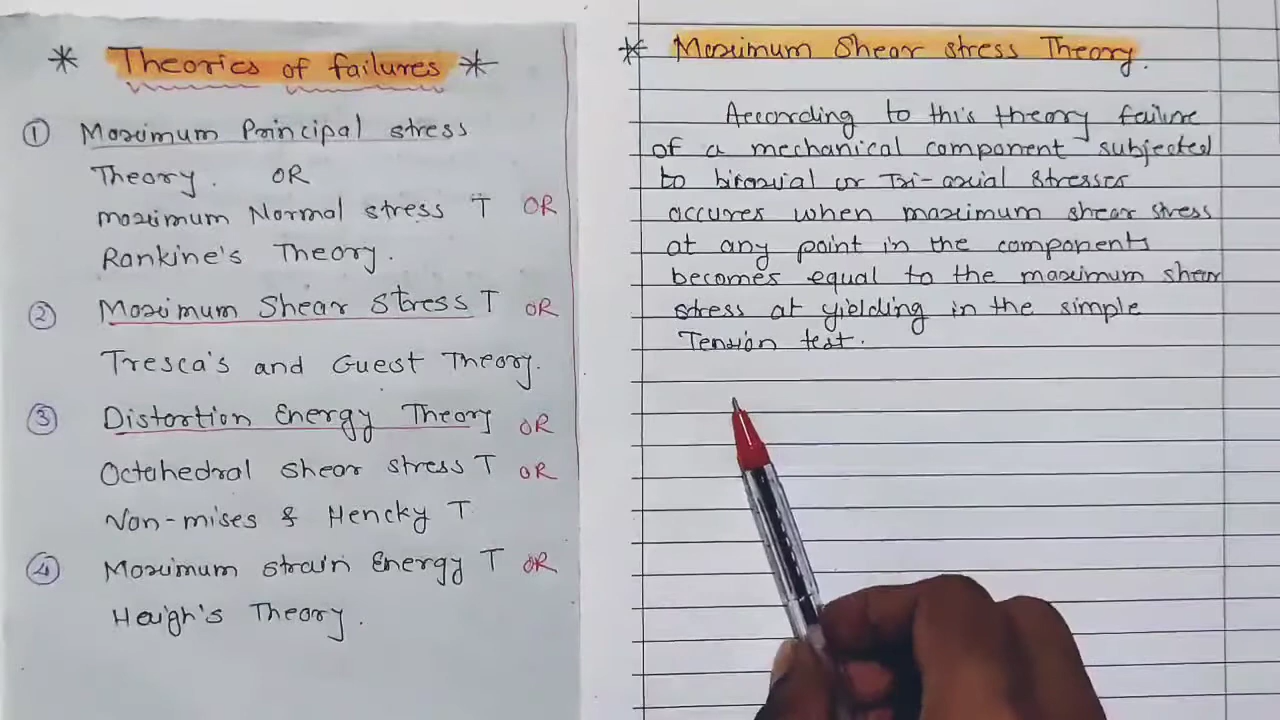 * Theories of failures *
① Maximum Principal stress
Theory. OR
maximum Normal stress T OR
Rankine's Theory.
② Maximum Shear Stress T OR
Tresca's and Guest Theory.
③ Distortion Energy Theory OR
Octahedral shear stress T OR
Von-mises & Hencky T
④ Maximum strain Energy T OR
Heigh's Theory.
* Maximum Shear stress Theory.
According to this theory failure
of a mechanical component subjected
to biaxial or Tri-axial stresses
occures when maximum shear stress
at any point in the components
becomes equal to the maximum shear
stress at yielding in the simple
Tension test.